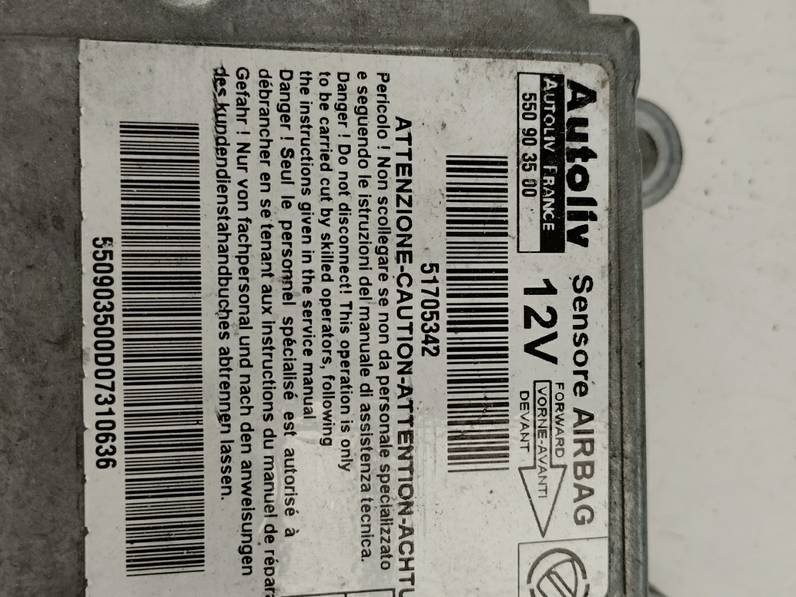 Autoliv Sensore AIRBAG
AUTOLIV FRANCE
550 90 35 00
12V
FORWARD
VORNE-AVANTI
DEVANT
51705342
ATTENZIONE-CAUTION-ATTENTION-ACHTU
Pericolo ! Non scollegare se non da personale specializzato
e seguendo le istruzioni del manuale di assistenza tecnica.
Danger ! Do not disconnect! This operation is only
to be carried cut by skilled operators, following
the instructions given in the service manual
Danger ! Seul le personnel spécialisé est autorisé à
débrancher en se tenant aux instructions du manuel de répara
Gefahr ! Nur von fachpersonal und nach den anweisungen
des kundendienstahandbuches abtrennen lassen.
550903500D07310636